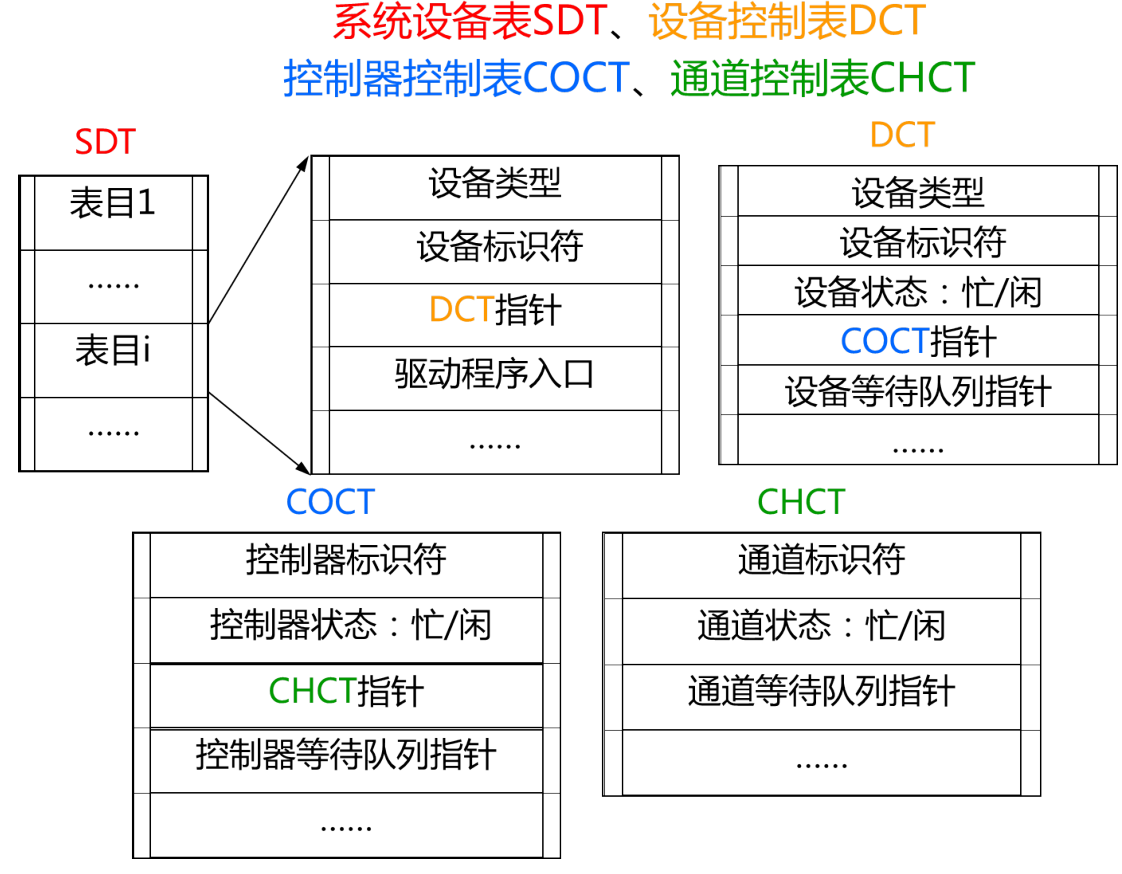 系统设备表SDT、设备控制表DCT
控制器控制表COCT、通道控制表CHCT
SDT
表目1
......
表目i
......
设备类型
设备标识符
DCT指针
驱动程序入口
......
DCT
设备类型
设备标识符
设备状态：忙/闲
COCT指针
设备等待队列指针
......
COCT
控制器标识符
控制器状态：忙/闲
CHCT指针
控制器等待队列指针
......
CHCT
通道标识符
通道状态：忙/闲
通道等待队列指针
......